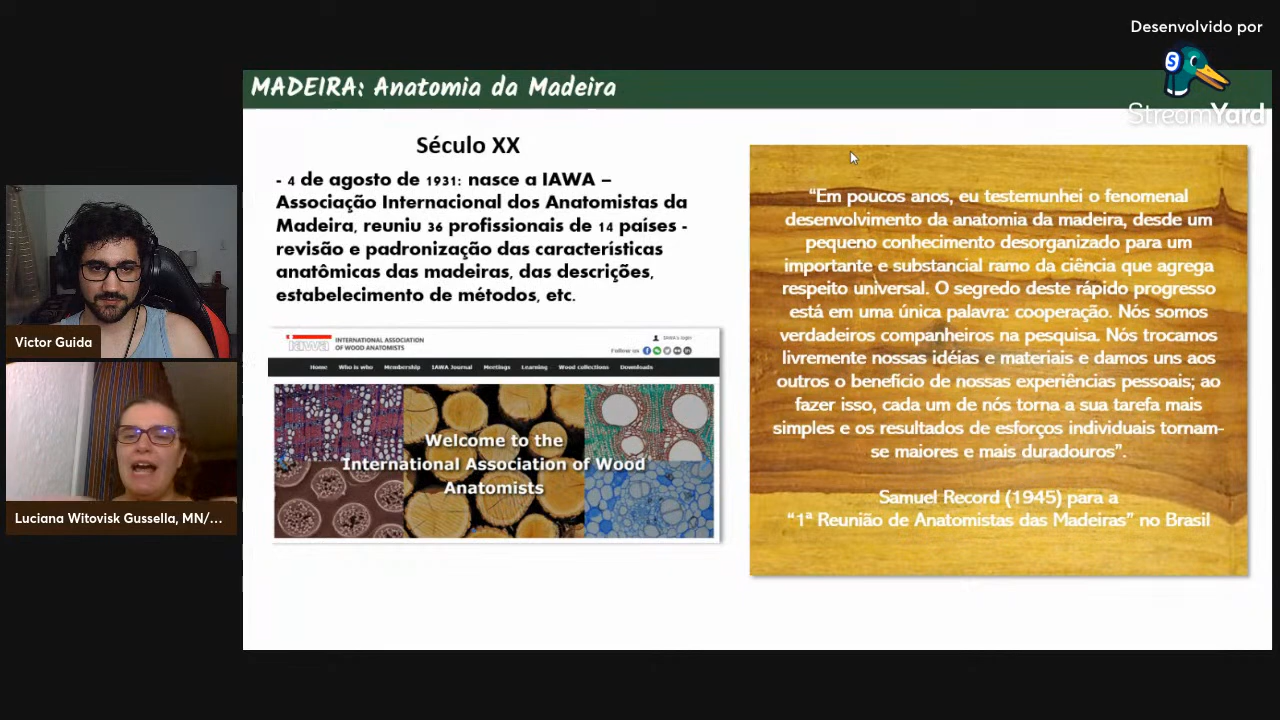 Desenvolvido por
StreamYard
MADEIRA: Anatomia da Madeira
Século XX
- 4 de agosto de 1931: nasce a IAWA –
Associação Internacional dos Anatomistas da
Madeira, reuniu 36 profissionais de 14 países -
revisão e padronização das características
anatômicas das madeiras, das descrições,
estabelecimento de métodos, etc.
iawa
INTERNATIONAL ASSOCIATION
OF WOOD ANATOMISTS
IAWA Login
Follow us
Home Who is who Membership IAWA Journal Meetings Learning Wood collections Downloads
Welcome to the
International Association of Wood
Anatomists
“Em poucos anos, eu testemunhei o fenomenal
desenvolvimento da anatomia da madeira, desde um
pequeno conhecimento desorganizado para um
importante e substancial ramo da ciência que agrega
respeito universal. O segredo deste rápido progresso
está em uma única palavra: cooperação. Nós somos
verdadeiros companheiros na pesquisa. Nós trocamos
livremente nossas idéias e materiais e damos uns aos
outros o benefício de nossas experiências pessoais; ao
fazer isso, cada um de nós torna a sua tarefa mais
simples e os resultados de esforços individuais tornam-
se maiores e mais duradouros”.
Samuel Record (1945) para a
“1ª Reunião de Anatomistas das Madeiras” no Brasil
Victor Guida
Luciana Witovisk Gussella, MN/...